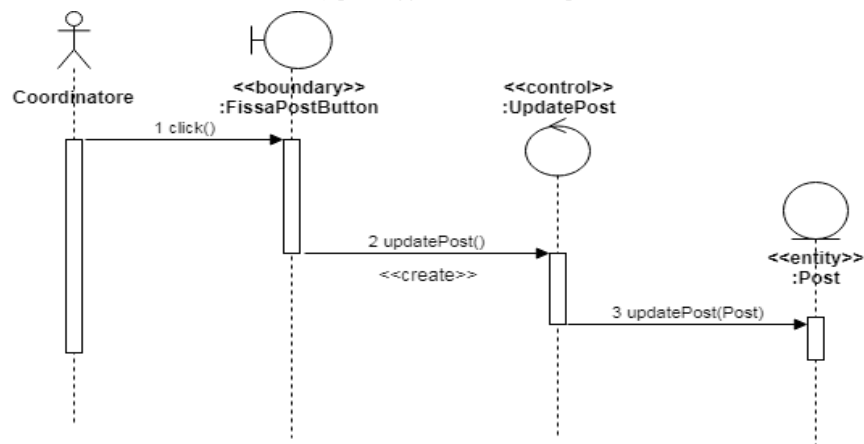 Coordinatore
<<boundary>>
:FissaPostButton
<<control>>
:UpdatePost
<<entity>>
:Post
1 click()
2 updatePost()
<<create>>
3 updatePost(Post)